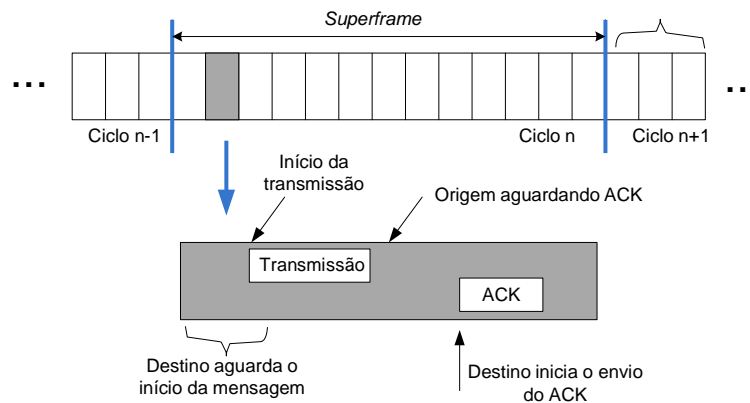 Superframe
...
..
Ciclo n-1
Ciclo n
Ciclo n+1
Início da
transmissão
Origem aguardando ACK
Transmissão
ACK
Destino aguarda o
início da mensagem
Destino inicia o envio
do ACK